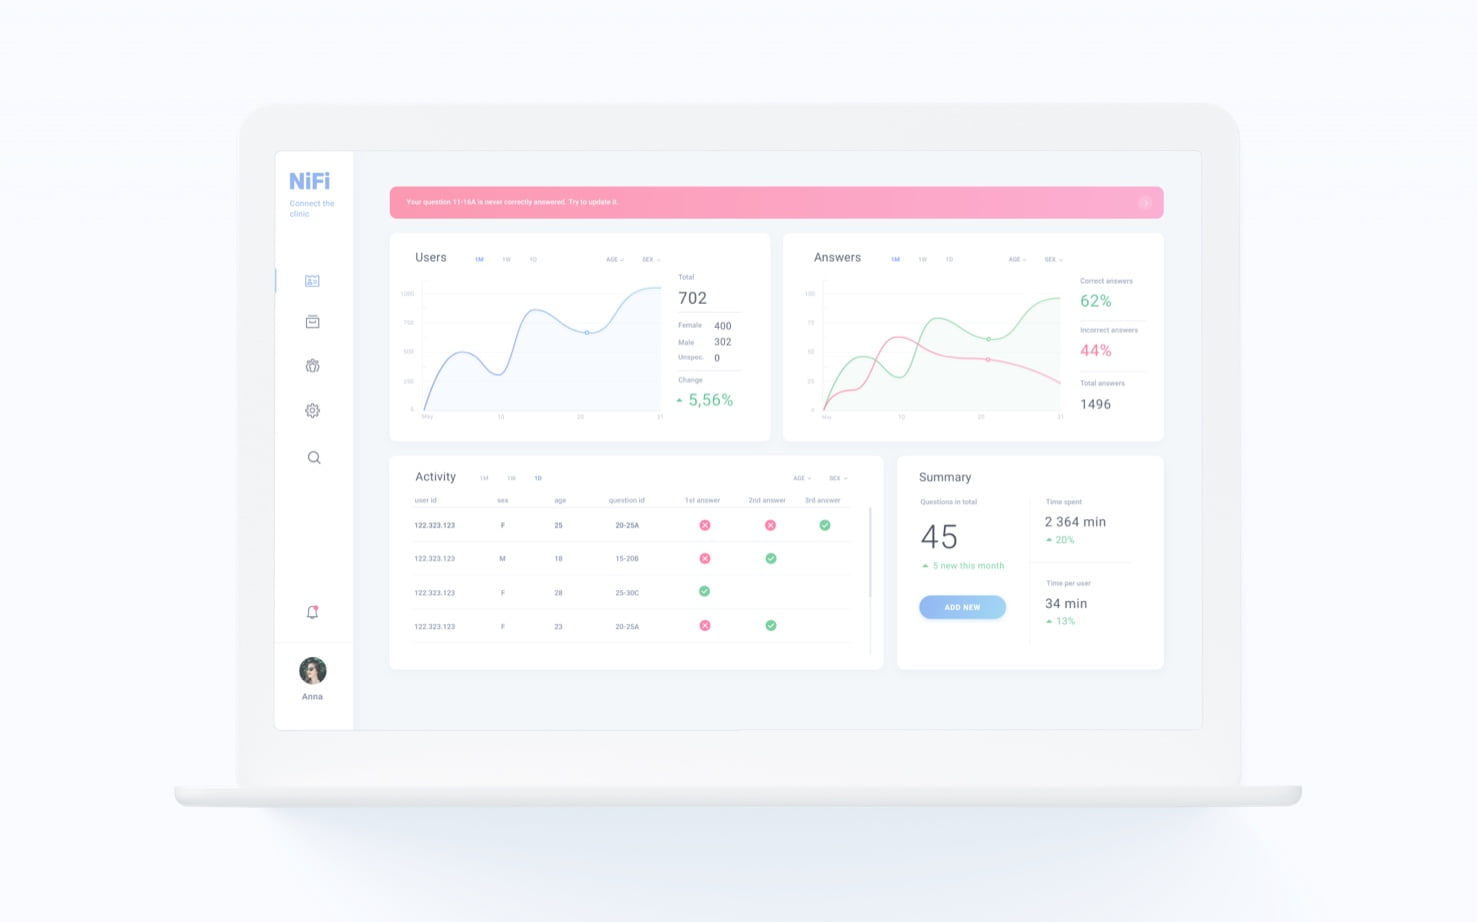 NiFi
Connect the
clinic
Anna
Your question 11-16A is never correctly answered. Try to update it.
Users 1M 1W 1D AGE SEX
1000
750
500
250
0
May 10 20 31
Total
702
Female 400
Male 302
Unspec. 0
Change
5,56%
Answers 1M 1W 1D AGE SEX
100
75
50
25
0
May 10 20 31
Correct answers
62%
Incorrect answers
44%
Total answers
1496
Activity 1M 1W 1D AGE SEX
user id sex age question id 1st answer 2nd answer 3rd answer
122.323.123 F 25 20-25A
122.323.123 M 18 15-20B
122.323.123 F 28 25-30C
122.323.123 F 23 20-25A
Summary
Questions in total
45
5 new this month
ADD NEW
Time spent
2 364 min
20%
Time per user
34 min
13%